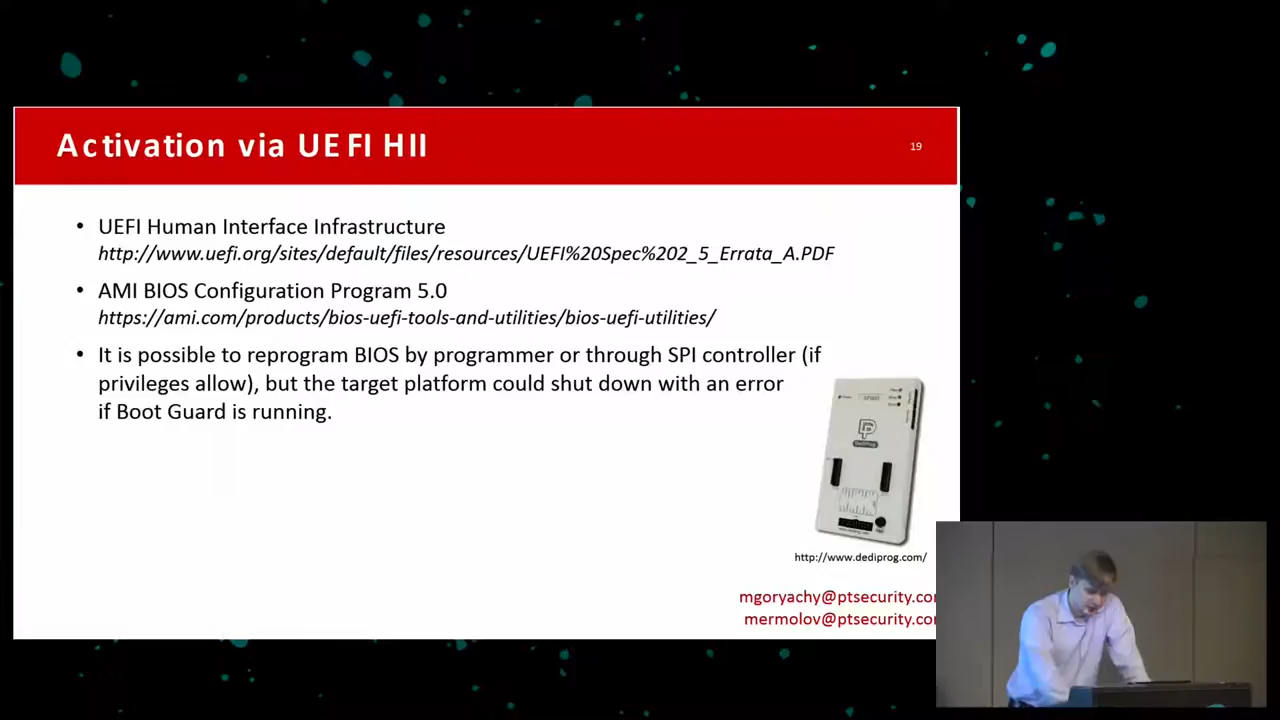 Activation via UEFI HII
19
• UEFI Human Interface Infrastructure
http://www.uefi.org/sites/default/files/resources/UEFI%20Spec%202_5_Errata_A.PDF
• AMI BIOS Configuration Program 5.0
https://ami.com/products/bios-uefi-tools-and-utilities/bios-uefi-utilities/
• It is possible to reprogram BIOS by programmer or through SPI controller (if
privileges allow), but the target platform could shut down with an error
if Boot Guard is running.
DediProg
http://www.dediprog.com/
mgoryachy@ptsecurity.co
mermolov@ptsecurity.co